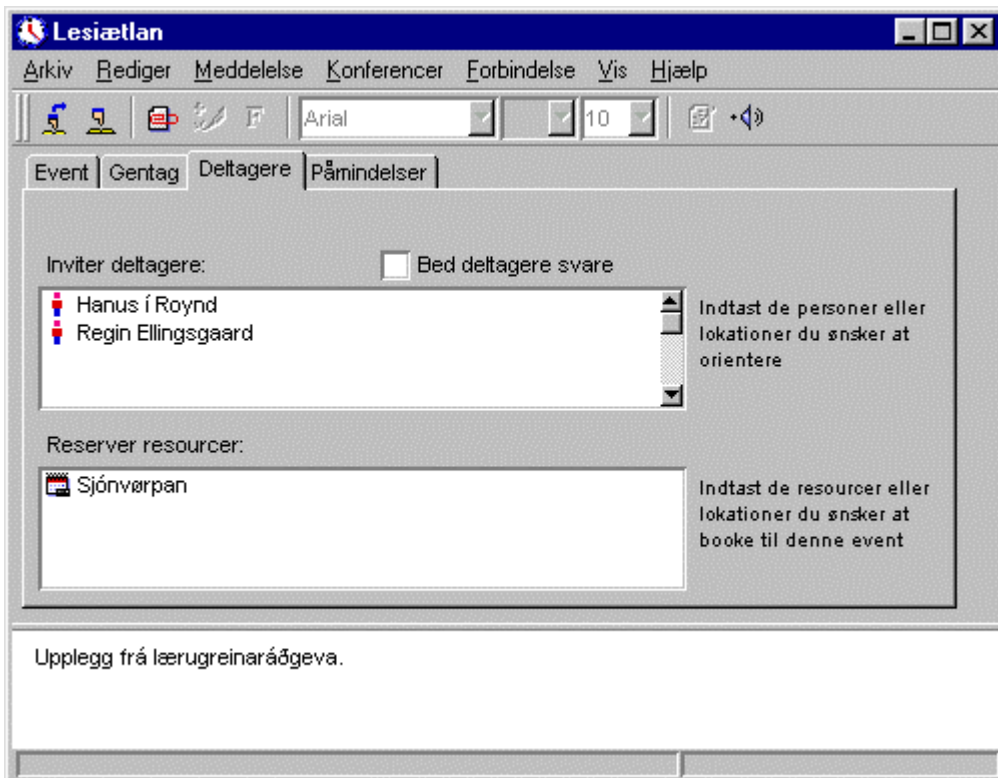 Lesiætlan
Arkiv Rediger Meddelelse Konferencer Forbindelse Vis Hjælp
F Arial 10
Event Gentag Deltagere Påmindelser
Inviter deltagere: Bed deltagere svare
Hanus í Roynd
Regin Ellingsgaard
Indtast de personer eller
lokationer du ønsker at
orientere
Reserver resourcer:
Sjónvørpan
Indtast de resourcer eller
lokationer du ønsker at
booke til denne event
Upplegg frá lærugreinaráðgeva.